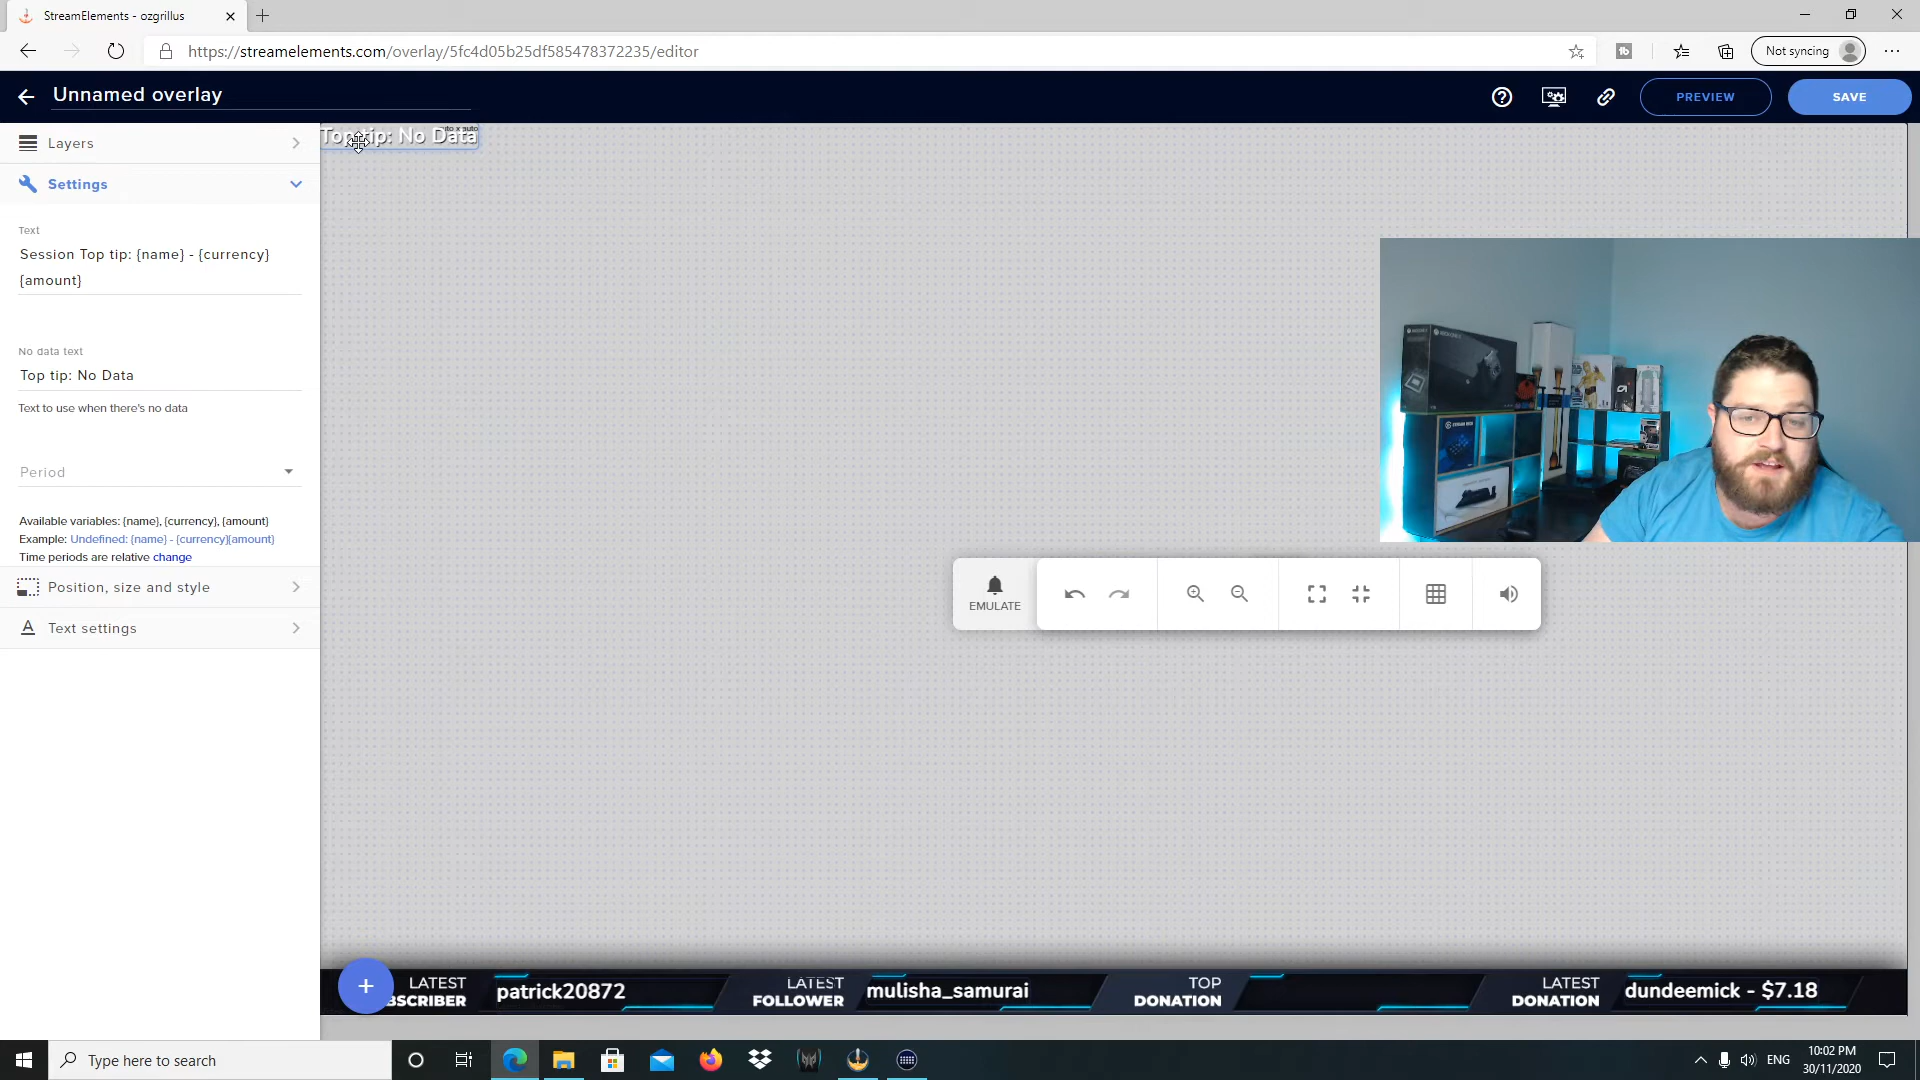 StreamElements - ozgrillus
https://streamelements.com/overlay/5fc4d05b25df585478372235/editor
Not syncing
Unnamed overlay
PREVIEW
SAVE
Layers
Settings
Text
Session Top tip: {name} - {currency}
{amount}
No data text
Top tip: No Data
Text to use when there's no data
Period
Available variables: {name}, {currency}, {amount}
Example: Undefined: {name} - {currency}{amount}
Time periods are relative change
Position, size and style
Text settings
Top tip: No Data
EMULATE
LATEST
BSCRIBER
patrick20872
LATEST
FOLLOWER
mulisha_samurai
TOP
DONATION
LATEST
DONATION
dundeemick - $7.18
Type here to search
ENG
10:02 PM
30/11/2020